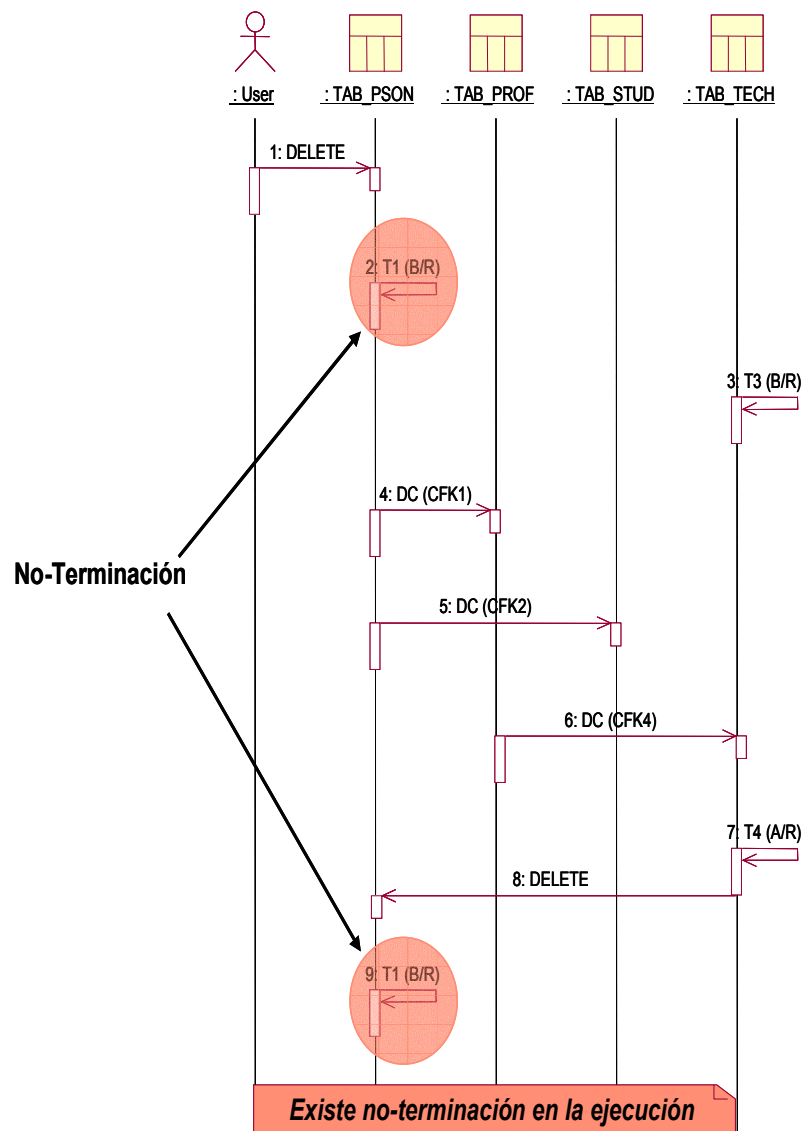 : User
: TAB_PSON
: TAB_PROF
: TAB_STUD
: TAB_TECH
1: DELETE
2: T1 (B/R)
3: T3 (B/R)
4: DC (CFK1)
No-Terminación
5: DC (CFK2)
6: DC (CFK4)
7: T4 (A/R)
8: DELETE
9: T1 (B/R)
Existe no-terminación en la ejecución